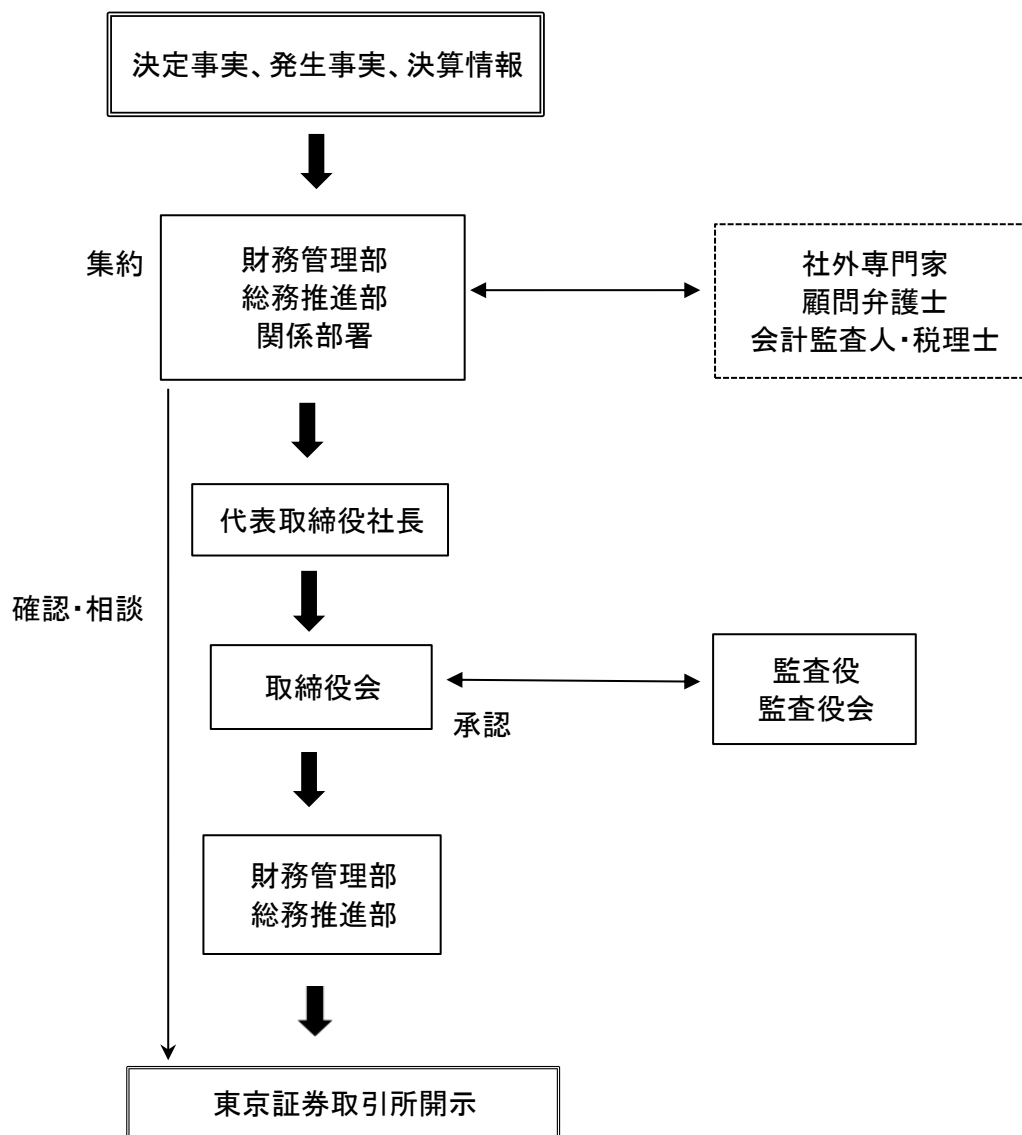 決定事実、発生事実、決算情報
集約
財務管理部
総務推進部
関係部署
社外専門家
顧問弁護士
会計監査人・税理士
代表取締役社長
確認・相談
取締役会
承認
監査役
監査役会
財務管理部
総務推進部
東京証券取引所開示